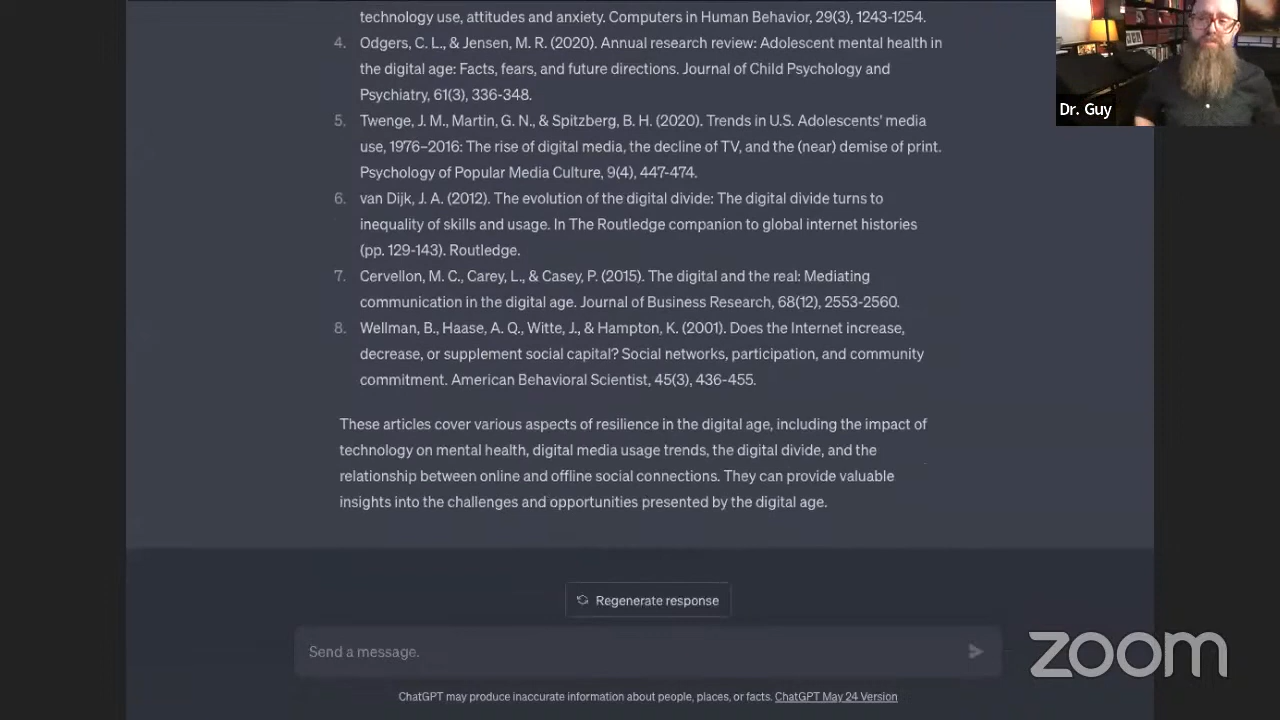 technology use, attitudes and anxiety. Computers in Human Behavior, 29(3), 1243-1254.
4. Odgers, C. L., & Jensen, M. R. (2020). Annual research review: Adolescent mental health in
the digital age: Facts, fears, and future directions. Journal of Child Psychology and
Psychiatry, 61(3), 336-348.
5. Twenge, J. M., Martin, G. N., & Spitzberg, B. H. (2020). Trends in U.S. Adolescents' media
use, 1976–2016: The rise of digital media, the decline of TV, and the (near) demise of print.
Psychology of Popular Media Culture, 9(4), 447-474.
6. van Dijk, J. A. (2012). The evolution of the digital divide: The digital divide turns to
inequality of skills and usage. In The Routledge companion to global internet histories
(pp. 129-143). Routledge.
7. Cervellon, M. C., Carey, L., & Casey, P. (2015). The digital and the real: Mediating
communication in the digital age. Journal of Business Research, 68(12), 2553-2560.
8. Wellman, B., Haase, A. Q., Witte, J., & Hampton, K. (2001). Does the Internet increase,
decrease, or supplement social capital? Social networks, participation, and community
commitment. American Behavioral Scientist, 45(3), 436-455.
These articles cover various aspects of resilience in the digital age, including the impact of
technology on mental health, digital media usage trends, the digital divide, and the
relationship between online and offline social connections. They can provide valuable
insights into the challenges and opportunities presented by the digital age.
Regenerate response
Send a message.
ChatGPT may produce inaccurate information about people, places, or facts. ChatGPT May 24 Version
Dr. Guy
zoom